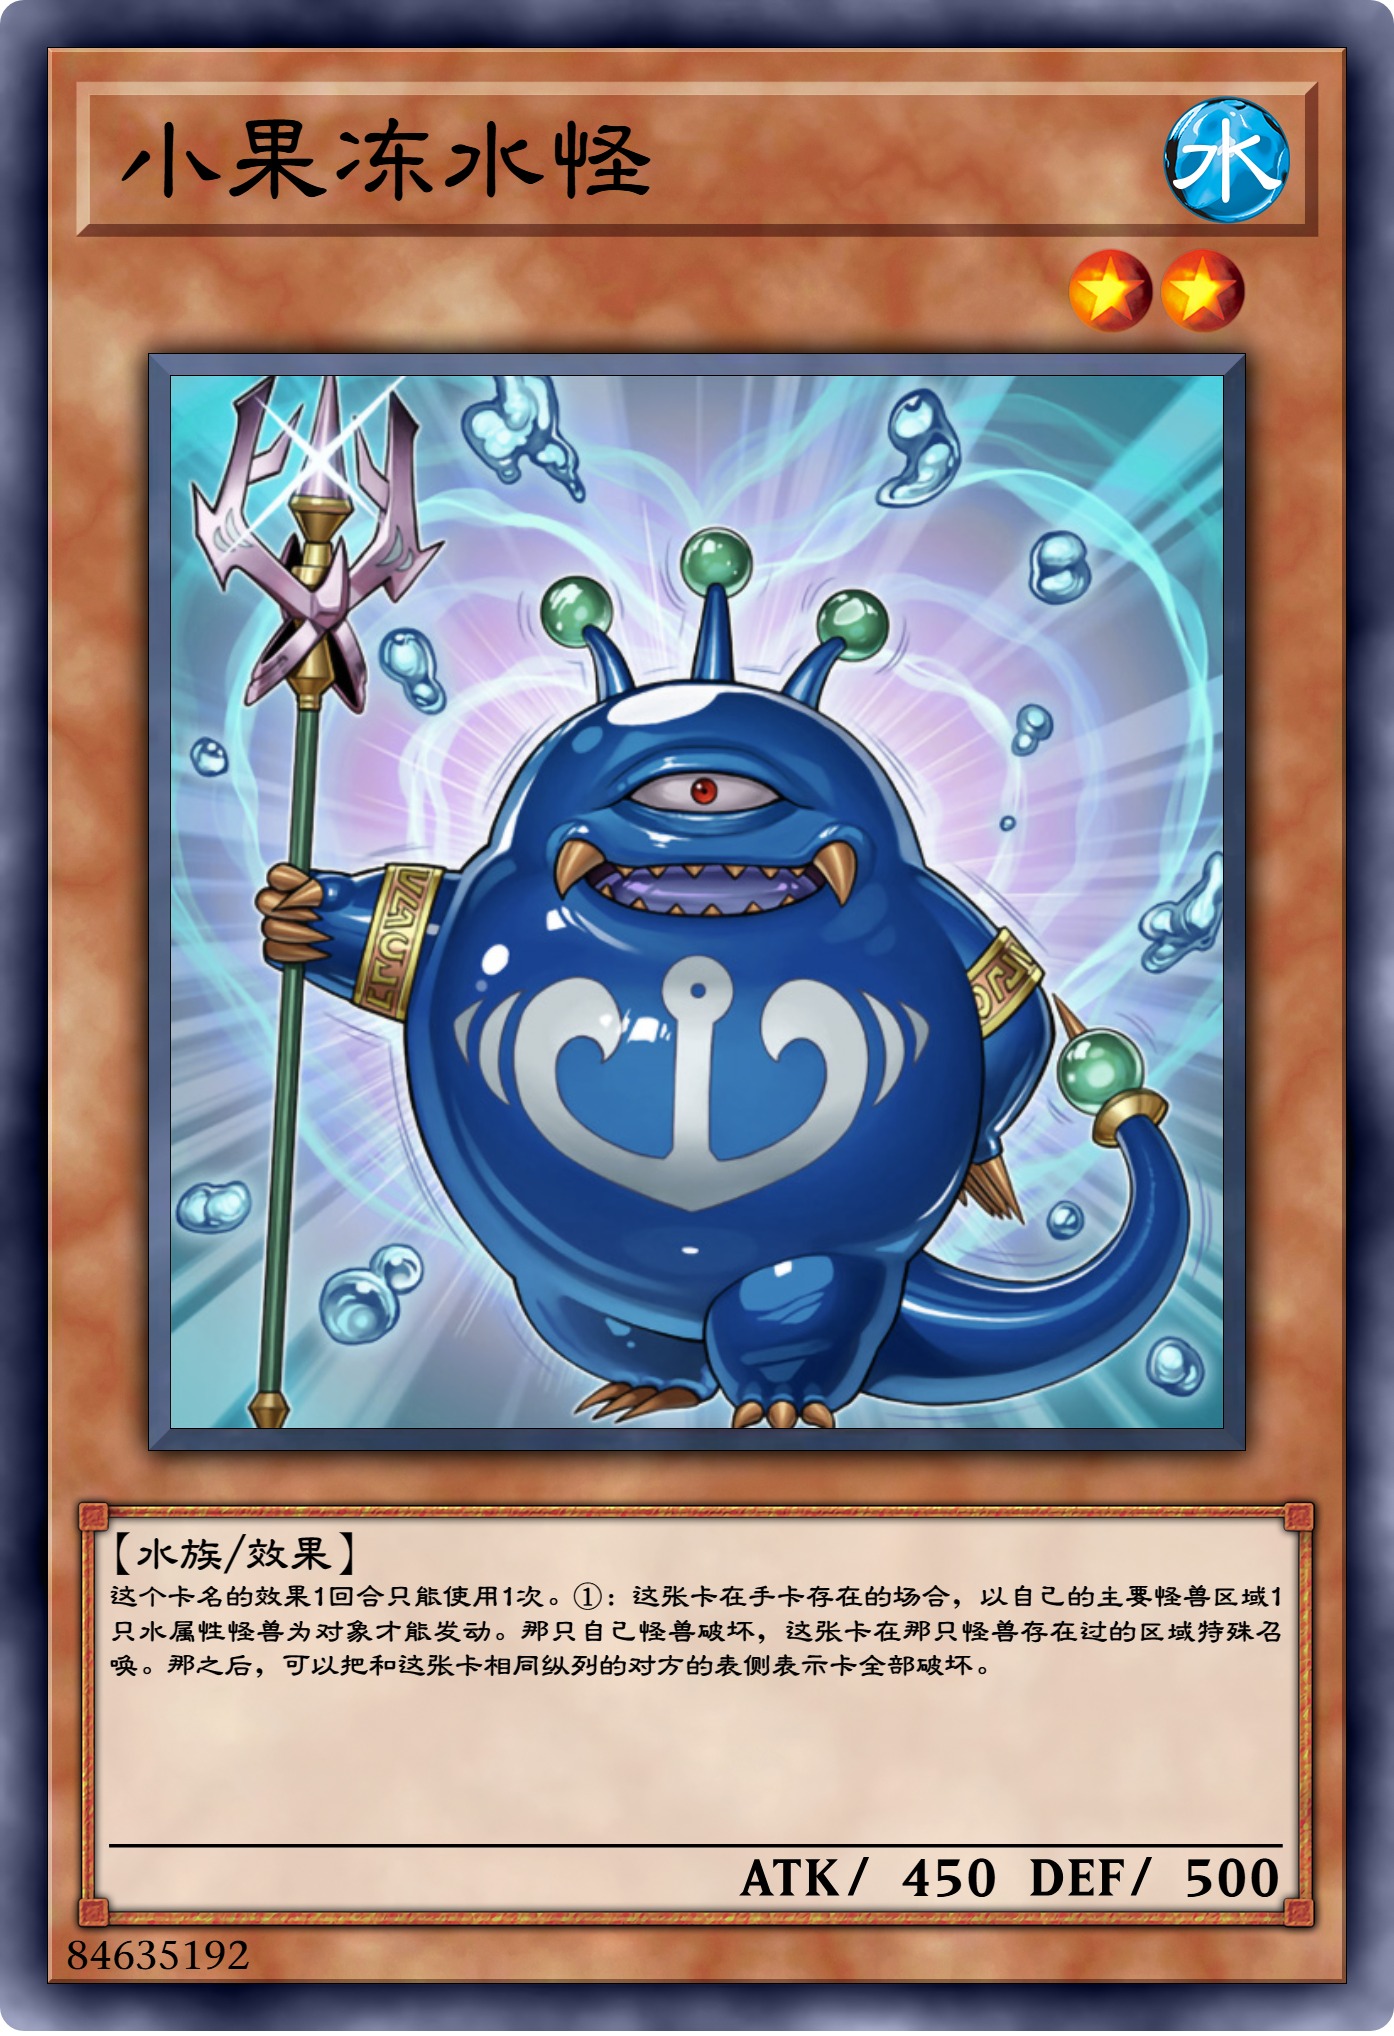 小果冻水怪
水
【水族/效果】
这个卡名的效果1回合只能使用1次。①：这张卡在手卡存在的场合，以自己的主要怪兽区域1
只水属性怪兽为对象才能发动。那只自己怪兽破坏，这张卡在那只怪兽存在过的区域特殊召
唤。那之后，可以把和这张卡相同纵列的对方的表侧表示卡全部破坏。
ATK/ 450 DEF/ 500
84635192